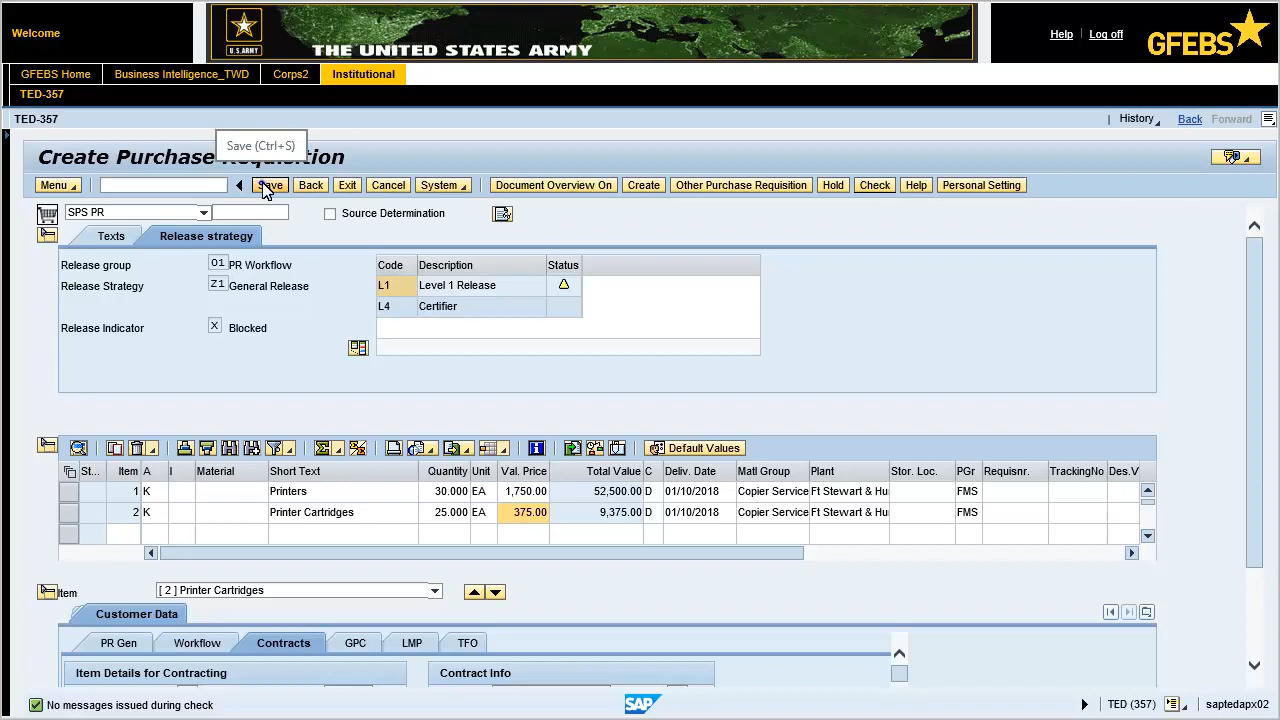 Welcome
U.S.ARMY
THE UNITED STATES ARMY
Help Log off
GFEBS
GFEBS Home Business Intelligence_TWD Corps2 Institutional
TED-357
TED-357 History Back Forward
Save (Ctrl+S)
Create Purchase Requisition
Menu Save Back Exit Cancel System Document Overview On Create Other Purchase Requisition Hold Check Help Personal Setting
SPS PR Source Determination
Texts Release strategy
Release group 01 PR Workflow Code Description Status
Release Strategy Z1 General Release L1 Level 1 Release
L4 Certifier
Release Indicator X Blocked
Default Values
St... Item A I Material Short Text Quantity Unit Val. Price Total Value C Deliv. Date Matl Group Plant Stor. Loc. PGr Requisnr. TrackingNo Des.V
1 K Printers 30.000 EA 1,750.00 52,500.00 D 01/10/2018 Copier Service Ft Stewart & Hu FMS
2 K Printer Cartridges 25.000 EA 375.00 9,375.00 D 01/10/2018 Copier Service Ft Stewart & Hu FMS
Item [ 2 ] Printer Cartridges
Customer Data
PR Gen Workflow Contracts GPC LMP TFO
Item Details for Contracting Contract Info
No messages issued during check SAP TED (357) saptedapx02